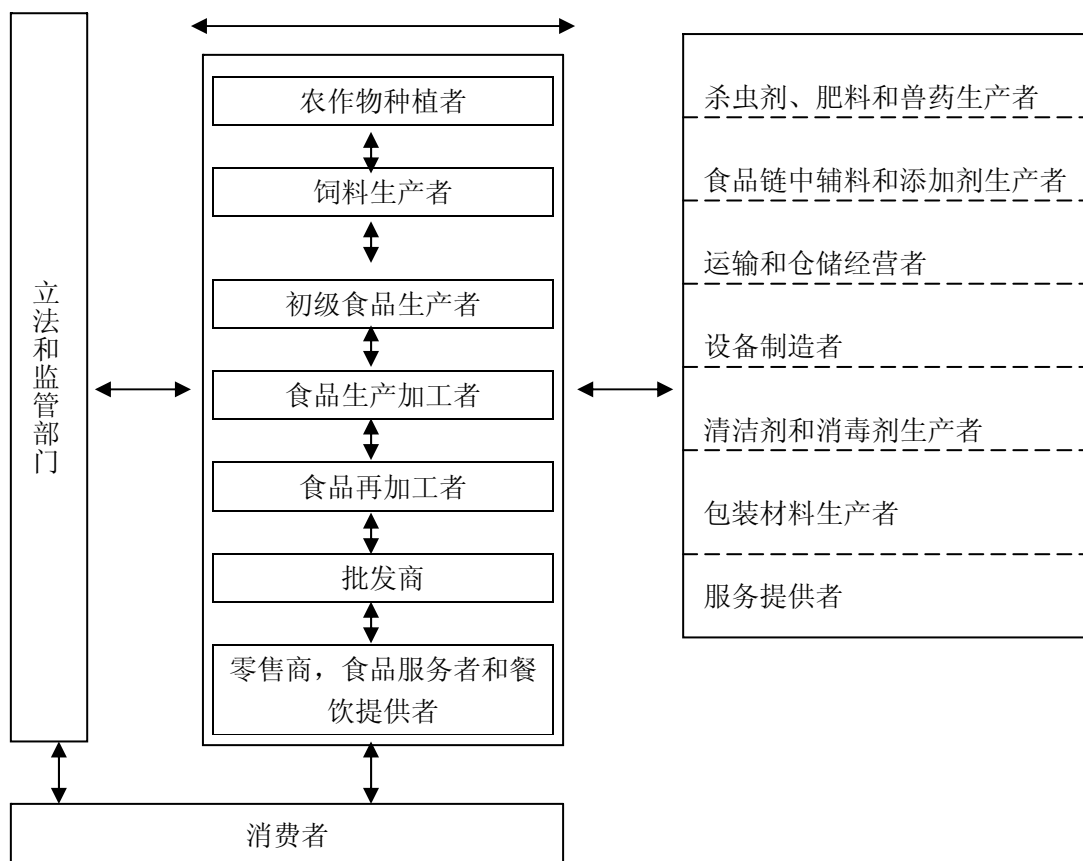 立法和监管部门
农作物种植者
饲料生产者
初级食品生产者
食品生产加工者
食品再加工者
批发商
零售商，食品服务者和餐
饮提供者
杀虫剂、肥料和兽药生产者
食品链中辅料和添加剂生产者
运输和仓储经营者
设备制造者
清洁剂和消毒剂生产者
包装材料生产者
服务提供者
消费者